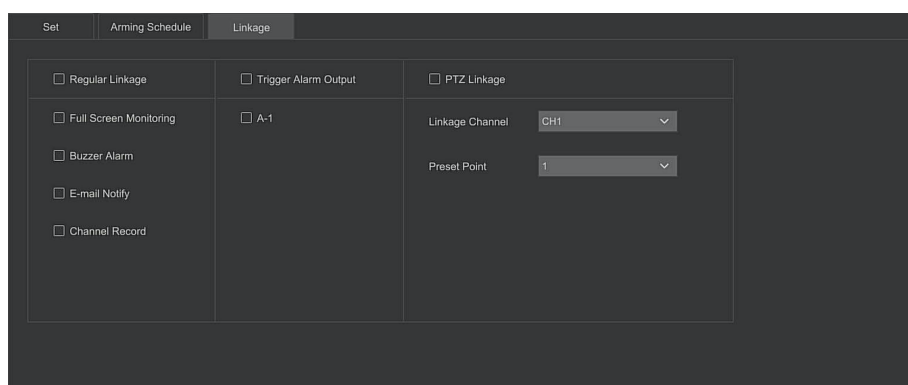 Set
Arming Schedule
Linkage
Regular Linkage
Trigger Alarm Output
PTZ Linkage
Full Screen Monitoring
A-1
Linkage Channel
CH1
Buzzer Alarm
Preset Point
1
E-mail Notify
Channel Record